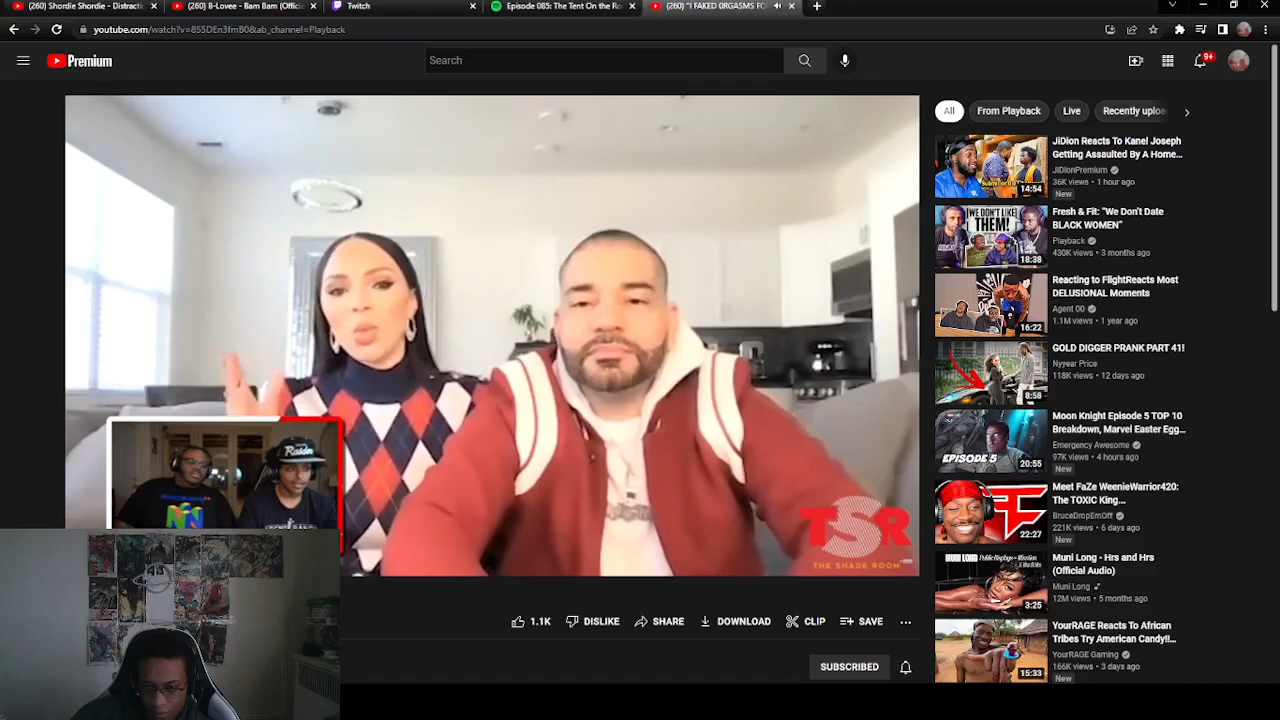 (260) Shordie Shordie - Distracti
(260) B-Lovee - Bam Bam (Offici
Twitch
Episode 085: The Tent On the Ro
(260) "I FAKED ORGASMS FO
youtube.com/watch?v=855DEn3fmB0&ab_channel=Playback
Premium
Search
9+
All
From Playback
Live
Recently uploa
JiDion Reacts To Kanel Joseph
Getting Assaulted By A Home...
JiDionPremium
36K views • 1 hour ago
New
14:54
Fresh & Fit: "We Don't Date
BLACK WOMEN"
Playback
430K views • 3 months ago
WE DON'T LIKE
THEM!
18:38
Reacting to FlightReacts Most
DELUSIONAL Moments
Agent 00
1.1M views • 1 year ago
16:22
GOLD DIGGER PRANK PART 41!
Nyyear Price
118K views • 12 days ago
8:58
Moon Knight Episode 5 TOP 10
Breakdown, Marvel Easter Egg...
Emergency Awesome
97K views • 4 hours ago
New
EPISODE 5
20:55
Meet FaZe WeenieWarrior420:
The TOXIC King...
BruceDropEmOff
221K views • 6 days ago
New
22:27
Muni Long - Hrs and Hrs
(Official Audio)
Muni Long
12M views • 5 months ago
MUNI LONG
3:25
YourRAGE Reacts To African
Tribes Try American Candy!!...
YourRAGE Gaming
166K views • 3 days ago
New
15:33
TSR
THE SHADE ROOM
1.1K
DISLIKE
SHARE
DOWNLOAD
CLIP
SAVE
SUBSCRIBED